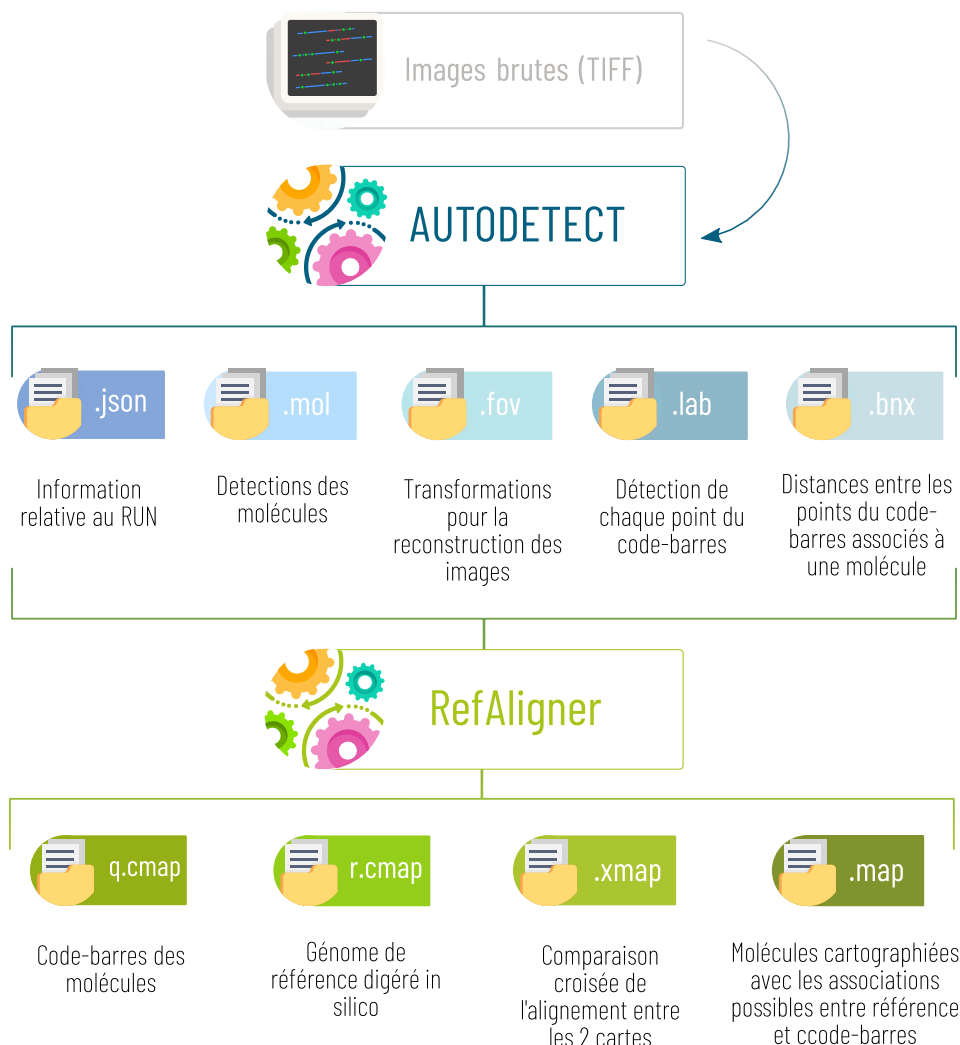 Images brutes (TIFF)
AUTODETECT
.json
.mol
.fov
.lab
.bnx
Information
relative au RUN
Detections des
molécules
Transformations
pour la
reconstruction des
images
Détection de
chaque point du
code-barres
Distances entre les
points du code-
barres associés à
une molécule
RefAligner
q.cmap
r.cmap
.xmap
.map
Code-barres des
molécules
Génome de
référence digéré in
silico
Comparaison
croisée de
l'alignement entre
les 2 cartes
Molécules cartographiées
avec les associations
possibles entre référence
et ccode-barres